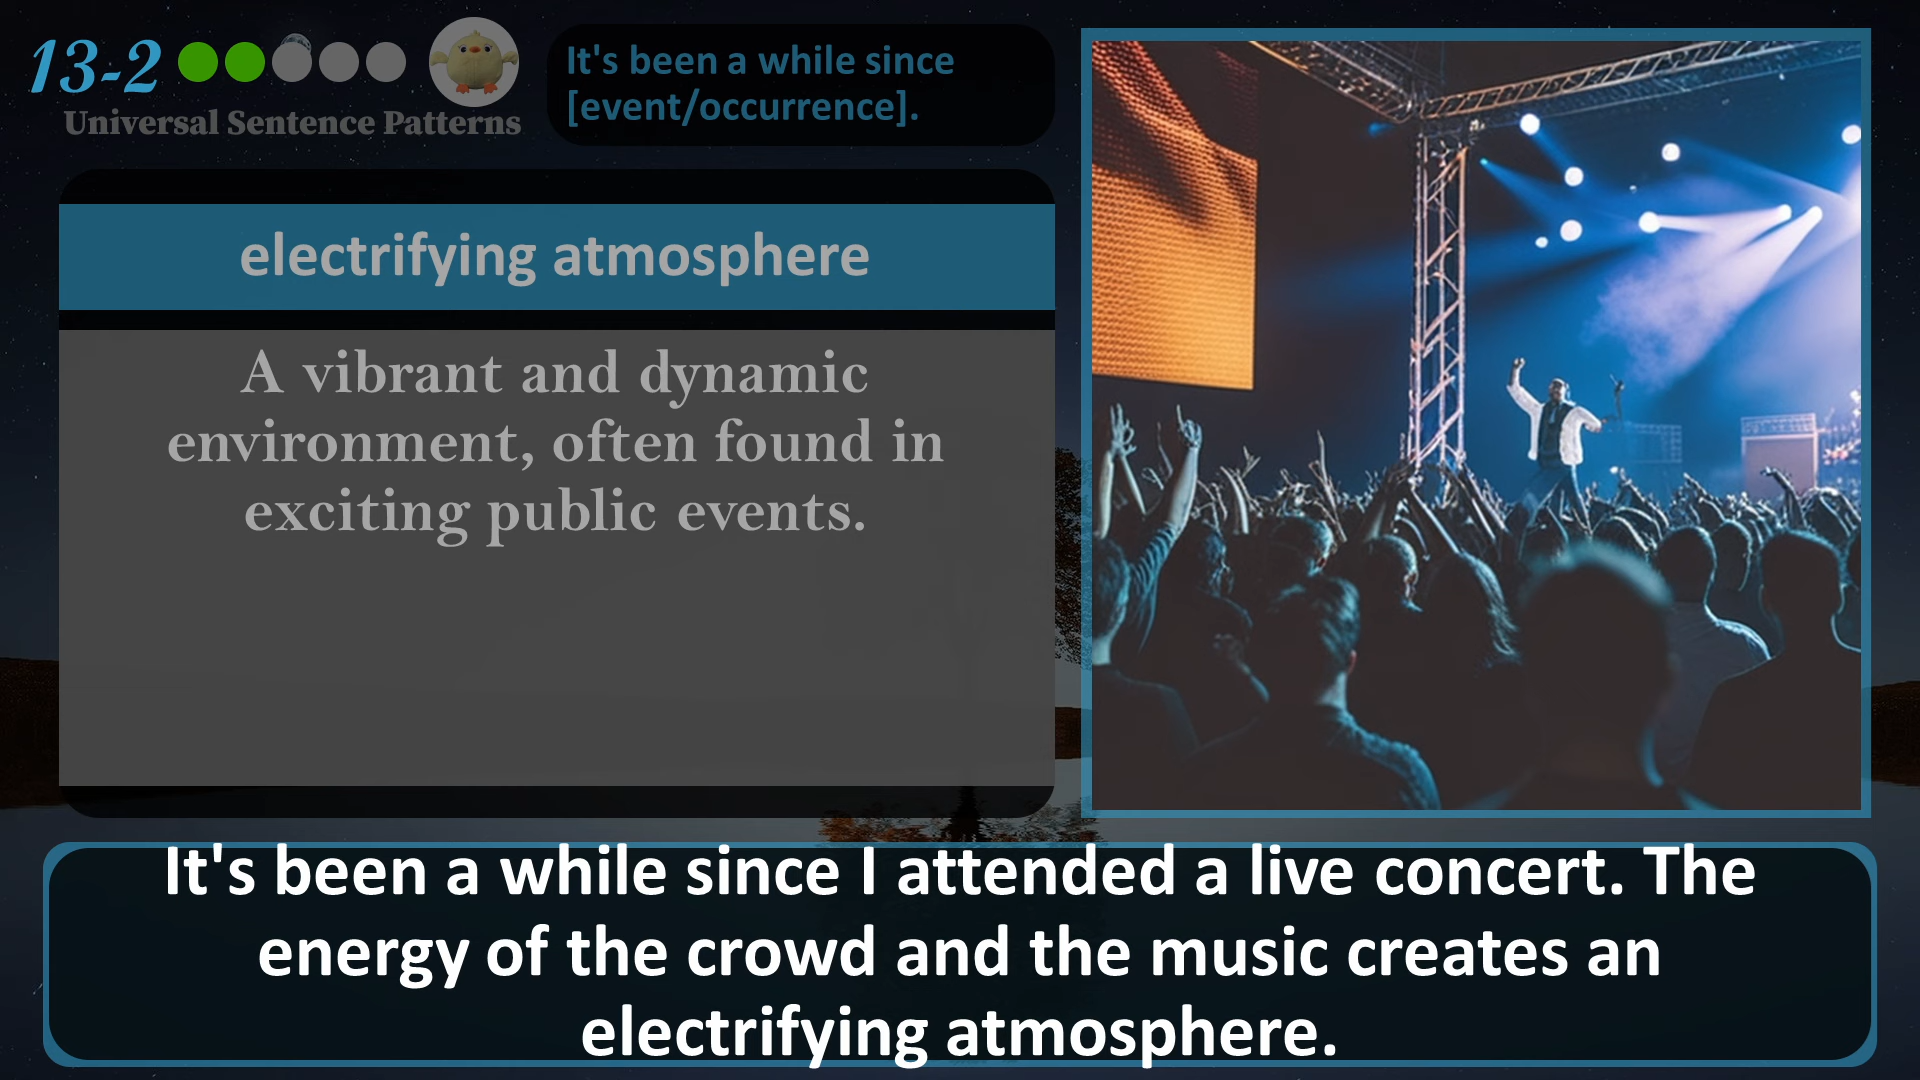 13-2
Universal Sentence Patterns
It's been a while since
[event/occurrence].
electrifying atmosphere
A vibrant and dynamic
environment, often found in
exciting public events.
It's been a while since I attended a live concert. The
energy of the crowd and the music creates an
electrifying atmosphere.